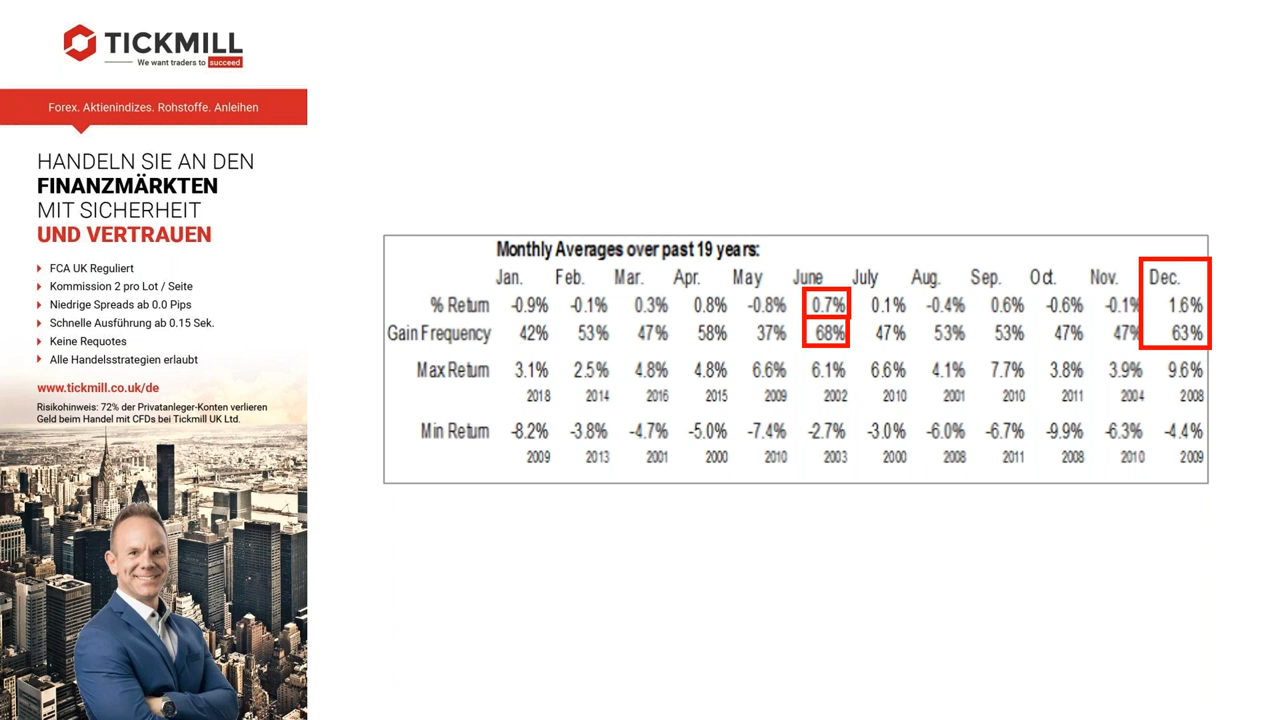 TICKMILL
We want traders to succeed
Forex. Aktienindizes. Rohstoffe. Anleihen
HANDELN SIE AN DEN
FINANZMÄRKTEN
MIT SICHERHEIT
UND VERTRAUEN
FCA UK Reguliert
Kommission 2 pro Lot / Seite
Niedrige Spreads ab 0.0 Pips
Schnelle Ausführung ab 0.15 Sek.
Keine Requotes
Alle Handelsstrategien erlaubt
www.tickmill.co.uk/de
Risikohinweis: 72% der Privatanleger-Konten verlieren
Geld beim Handel mit CFDs bei Tickmill UK Ltd.
Monthly Averages over past 19 years:
Jan. Feb. Mar. Apr. May June July Aug. Sep. Oct. Nov. Dec.
% Return -0.9% -0.1% 0.3% 0.8% -0.8% 0.7% 0.1% -0.4% 0.6% -0.6% -0.1% 1.6%
Gain Frequency 42% 53% 47% 58% 37% 68% 47% 53% 53% 47% 47% 63%
Max Return 3.1% 2.5% 4.8% 4.8% 6.6% 6.1% 6.6% 4.1% 7.7% 3.8% 3.9% 9.6%
2018 2014 2016 2015 2009 2002 2010 2001 2010 2011 2004 2008
Min Return -8.2% -3.8% -4.7% -5.0% -7.4% -2.7% -3.0% -6.0% -6.7% -9.9% -6.3% -4.4%
2009 2013 2001 2000 2010 2003 2000 2008 2011 2008 2010 2009